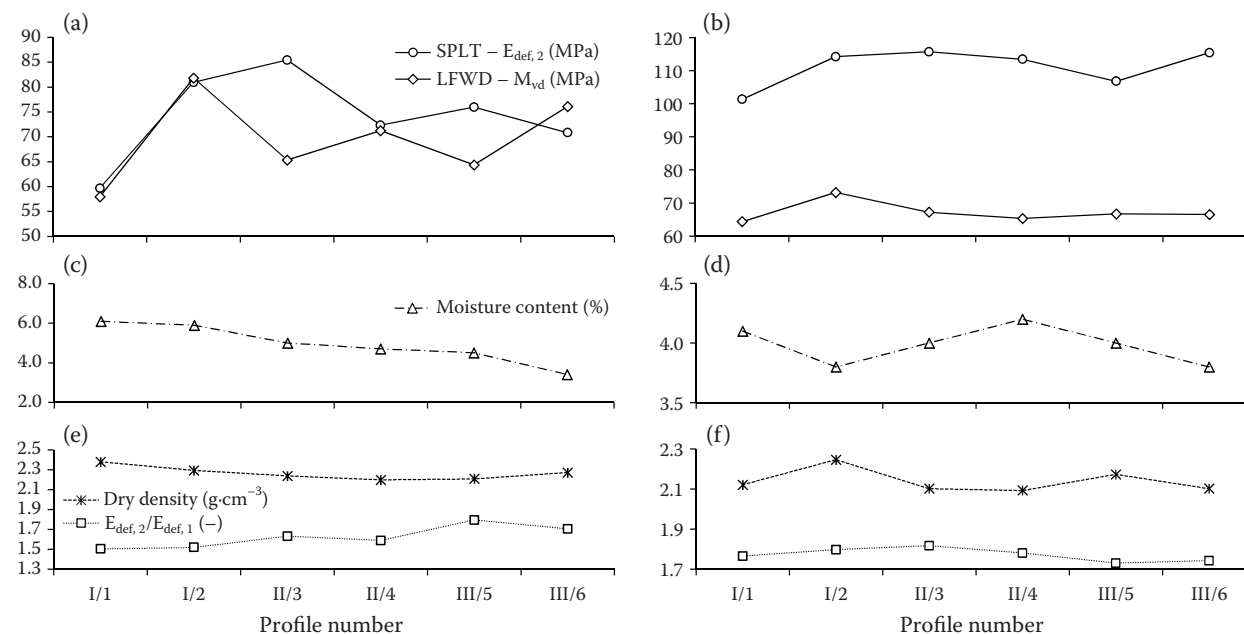 (a)
90
85
80
75
70
65
60
55
50
SPLT – E def, 2 (MPa)
LFWD – M vd (MPa)
(b)
120
110
100
90
80
70
60
(c)
8.0
6.0
4.0
2.0
Moisture content (%)
(d)
4.5
4.0
3.5
(e)
2.5
2.3
2.1
1.9
1.7
1.5
1.3
Dry density (g·cm⁻³)
E def, 2/E def, 1 (–)
I/1 I/2 II/3 II/4 III/5 III/6
Profile number
(f)
2.3
2.1
1.9
1.7
I/1 I/2 II/3 II/4 III/5 III/6
Profile number